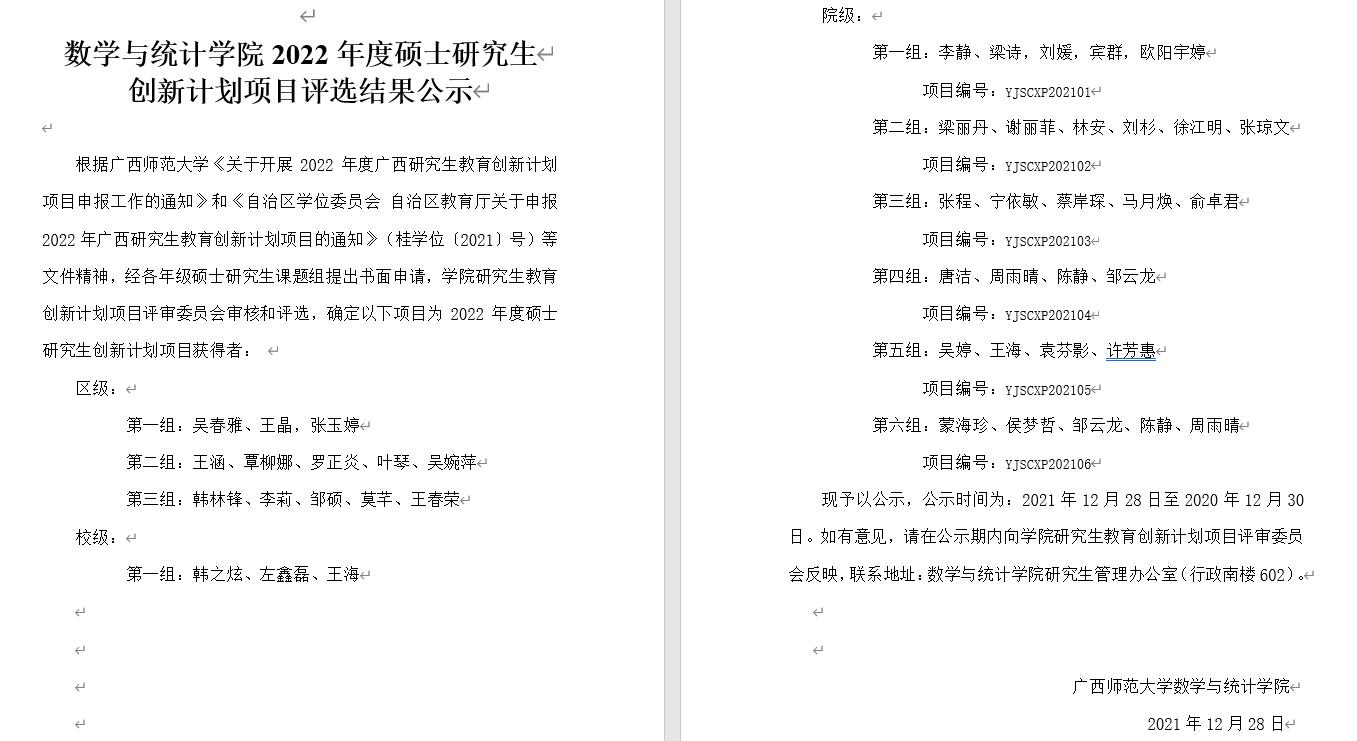 数学与统计学院 2022 年度硕士研究生
创新计划项目评选结果公示
根据广西师范大学《关于开展 2022 年度广西研究生教育创新计划
项目申报工作的通知》和《自治区学位委员会 自治区教育厅关于申报
2022 年广西研究生教育创新计划项目的通知》（桂学位〔2021〕号）等
文件精神，经各年级硕士研究生课题组提出书面申请，学院研究生教育
创新计划项目评审委员会审核和评选，确定以下项目为 2022 年度硕士
研究生创新计划项目获得者：
区级：
第一组：吴春雅、王晶，张玉婷
第二组：王涵、覃柳娜、罗正炎、叶琴、吴婉萍
第三组：韩林锋、李莉、邹硕、莫芊、王春荣
校级：
第一组：韩之炫、左鑫磊、王海
院级：
第一组：李静、梁诗，刘媛，宾群，欧阳宇婷
项目编号：YJSCXP202101
第二组：梁丽丹、谢丽菲、林安、刘杉、徐江明、张琼文
项目编号：YJSCXP202102
第三组：张程、宁依敏、蔡岸琛、马月焕、俞卓君
项目编号：YJSCXP202103
第四组：唐洁、周雨晴、陈静、邹云龙
项目编号：YJSCXP202104
第五组：吴婷、王海、袁芬影、许芳惠
项目编号：YJSCXP202105
第六组：蒙海珍、侯梦哲、邹云龙、陈静、周雨晴
项目编号：YJSCXP202106
现予以公示，公示时间为：2021 年 12 月 28 日至 2020 年 12 月 30
日。如有意见，请在公示期内向学院研究生教育创新计划项目评审委员
会反映，联系地址：数学与统计学院研究生管理办公室（行政南楼 602）。
广西师范大学数学与统计学院
2021 年 12 月 28 日